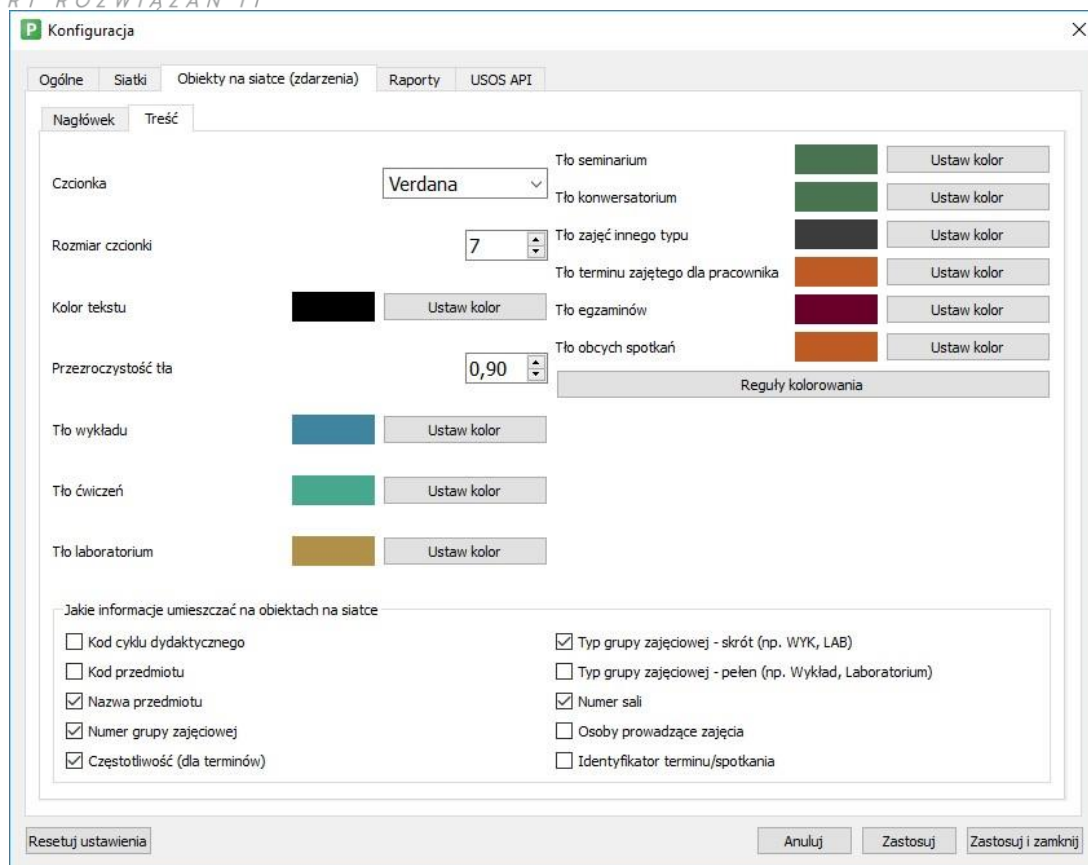 RT ROZWIĄZAŃ IT
P Konfiguracja
Ogólne Siatki Obiekty na siatce (zdarzenia) Raporty USOS API
Nagłówek Treść
Czcionka Verdana
Rozmiar czcionki 7
Kolor tekstu Ustaw kolor
Przezroczystość tła 0,90
Tło wykładu Ustaw kolor
Tło ćwiczeń Ustaw kolor
Tło laboratorium Ustaw kolor
Tło seminarium Ustaw kolor
Tło konwersatorium Ustaw kolor
Tło zajęć innego typu Ustaw kolor
Tło terminu zajętego dla pracownika Ustaw kolor
Tło egzaminów Ustaw kolor
Tło obcych spotkań Ustaw kolor
Reguły kolorowania
Jakie informacje umieszczać na obiektach na siatce
Kod cyklu dydaktycznego
Kod przedmiotu
Nazwa przedmiotu
Numer grupy zajęciowej
Częstotliwość (dla terminów)
Typ grupy zajęciowej - skrót (np. WYK, LAB)
Typ grupy zajęciowej - pełen (np. Wykład, Laboratorium)
Numer sali
Osoby prowadzące zajęcia
Identyfikator terminu/spotkania
Resetuj ustawienia Anuluj Zastosuj Zastosuj i zamknij